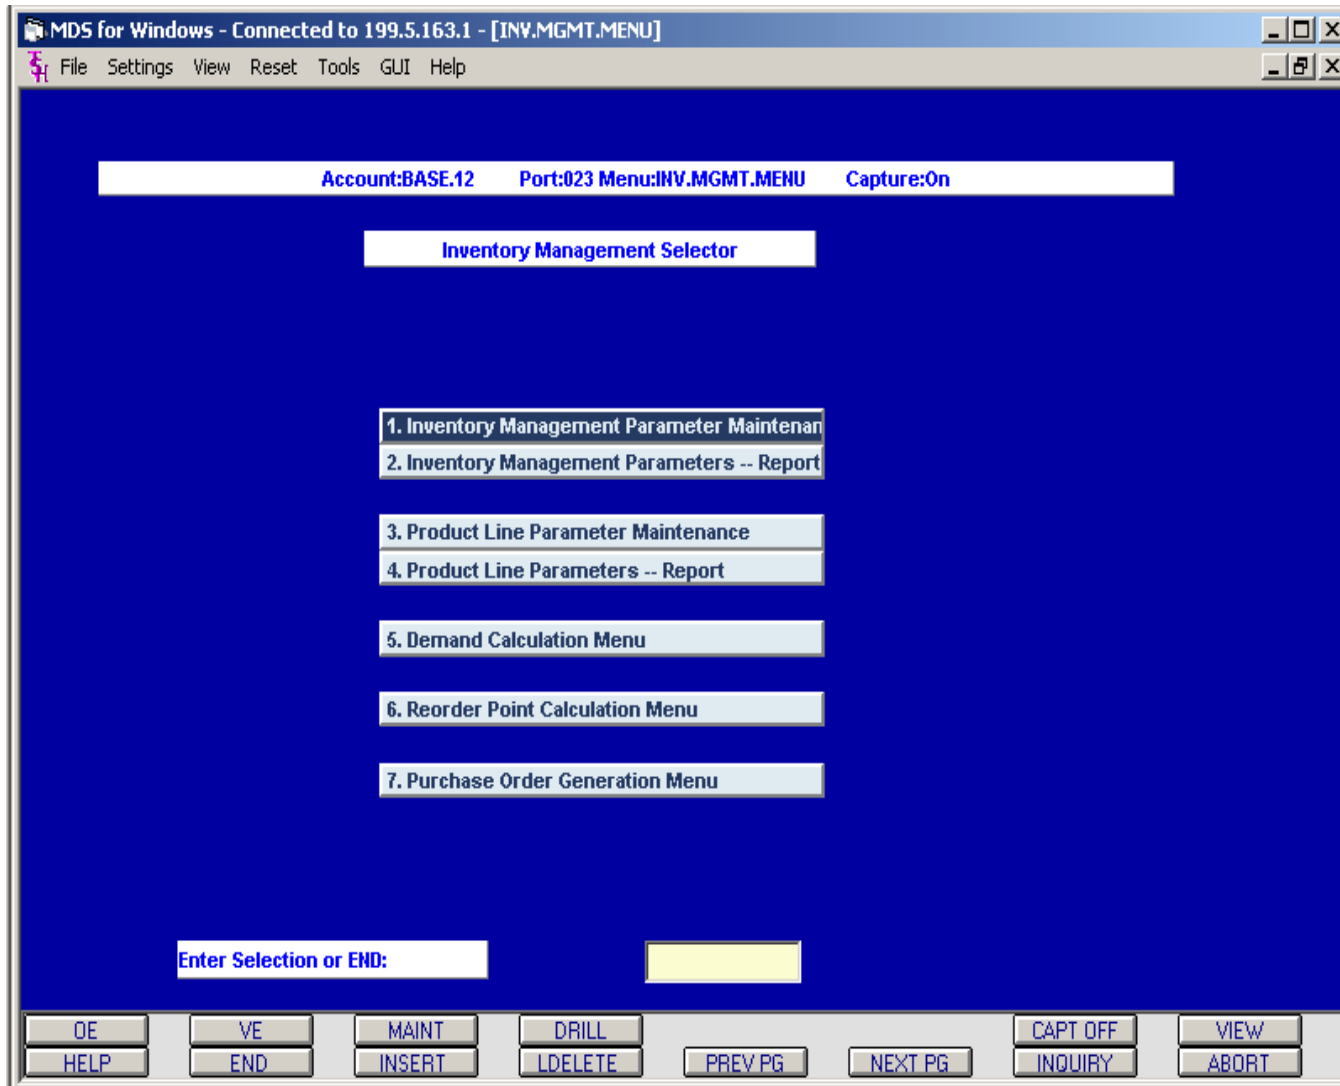 MDS for Windows - Connected to 199.5.163.1 - [INV.MGMT.MENU]
File Settings View Reset Tools GUI Help
Account:BASE.12 Port:023 Menu:INV.MGMT.MENU Capture:On
Inventory Management Selector
1. Inventory Management Parameter Maintenan
2. Inventory Management Parameters -- Report
3. Product Line Parameter Maintenance
4. Product Line Parameters -- Report
5. Demand Calculation Menu
6. Reorder Point Calculation Menu
7. Purchase Order Generation Menu
Enter Selection or END:
OE VE MAINT DRILL CAPT OFF VIEW
HELP END INSERT LDELETE PREV PG NEXT PG INQUIRY ABORT